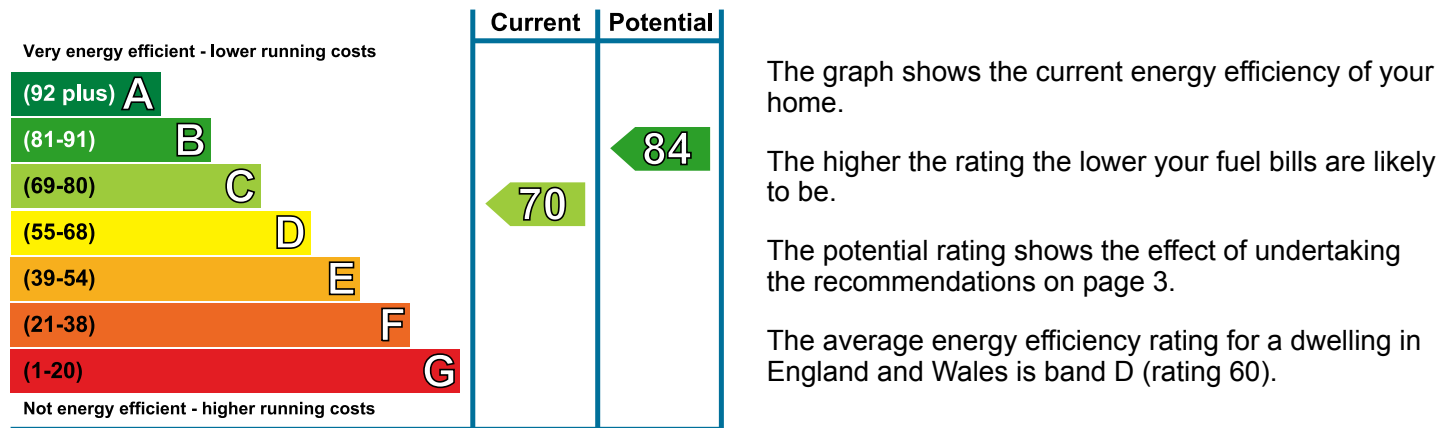 Current Potential
Very energy efficient - lower running costs
(92 plus) A
(81-91) B
84
(69-80) C
70
(55-68) D
(39-54) E
(21-38) F
(1-20) G
Not energy efficient - higher running costs
The graph shows the current energy efficiency of your
home.
The higher the rating the lower your fuel bills are likely
to be.
The potential rating shows the effect of undertaking
the recommendations on page 3.
The average energy efficiency rating for a dwelling in
England and Wales is band D (rating 60).